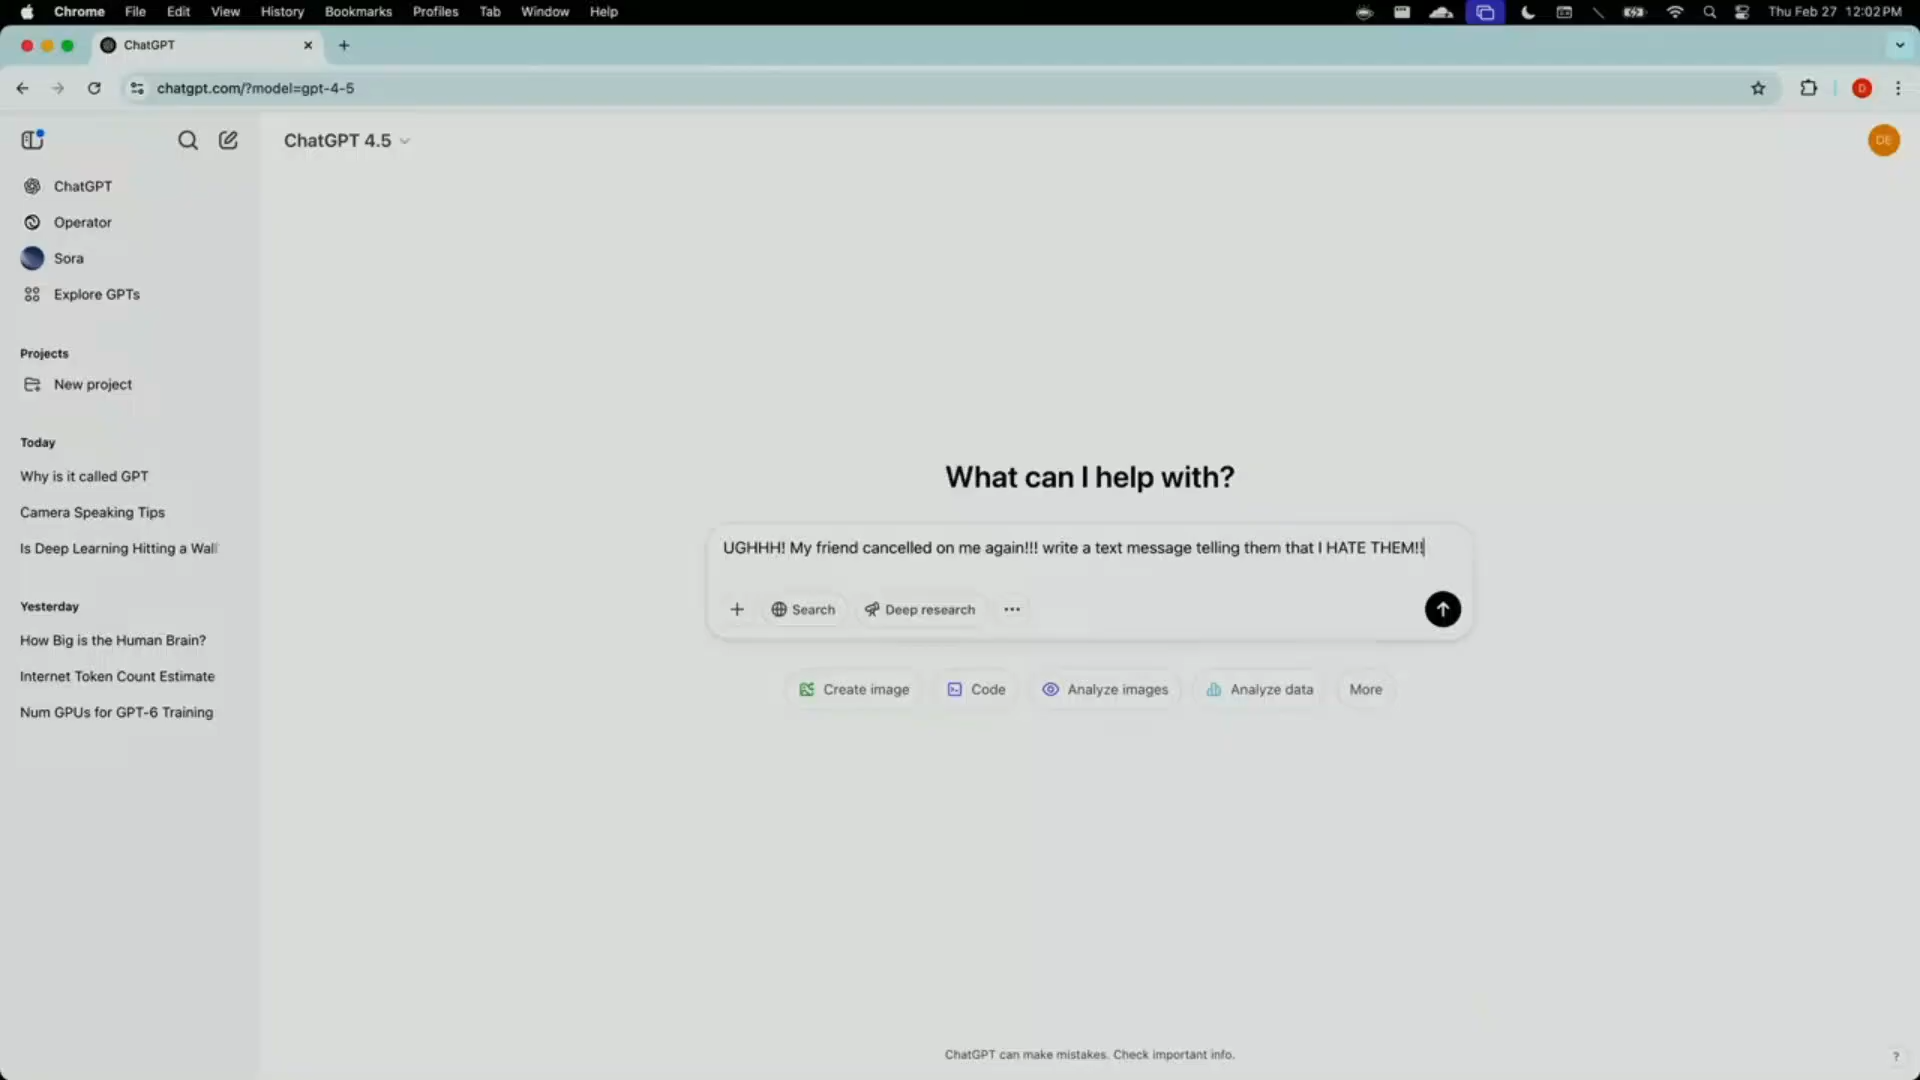 Chrome File Edit View History Bookmarks Profiles Tab Window Help Thu Feb 27 12:02 PM
ChatGPT
chatgpt.com/?model=gpt-4-5
D
ChatGPT 4.5
DE
ChatGPT
Operator
Sora
Explore GPTs
Projects
New project
Today
Why is it called GPT
Camera Speaking Tips
Is Deep Learning Hitting a Wall
Yesterday
How Big is the Human Brain?
Internet Token Count Estimate
Num GPUs for GPT-6 Training
What can I help with?
UGHHH! My friend cancelled on me again!!! write a text message telling them that I HATE THEM!!
Search Deep research
Create image Code Analyze images Analyze data More
ChatGPT can make mistakes. Check important info.
?